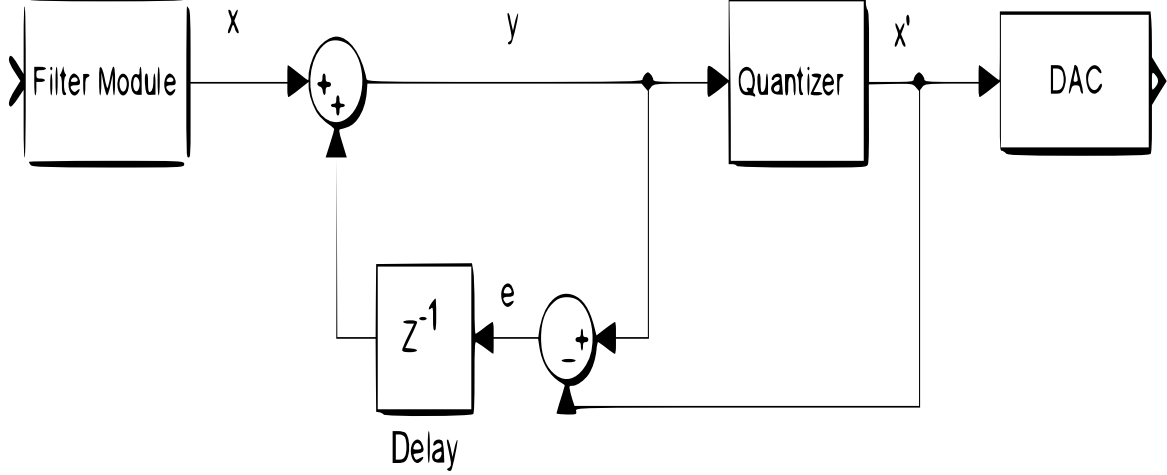 x
y
x'
Filter Module
+
+
Quantizer
DAC
e
z⁻¹
+
−
Delay